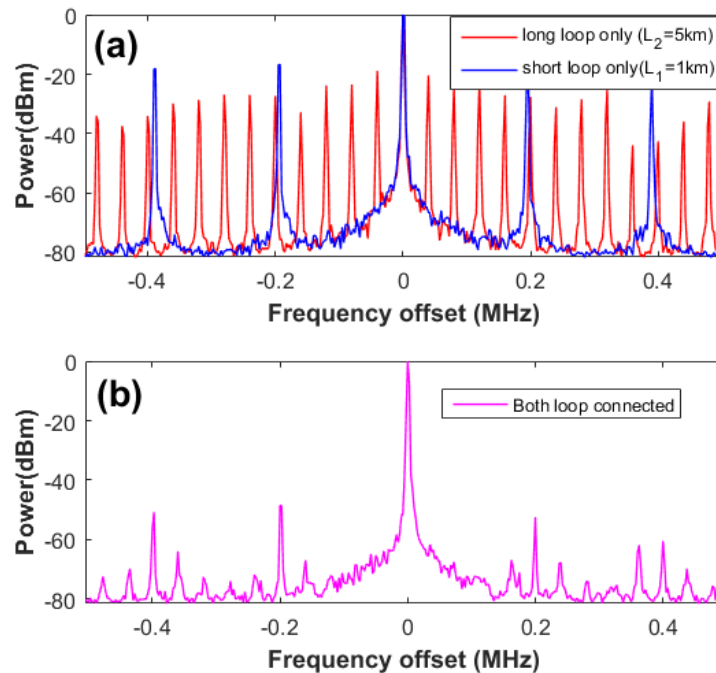 (a)
long loop only (L₂=5km)
short loop only(L₁=1km)
0
-20
-40
-60
-80
Power(dBm)
-0.4
-0.2
0
0.2
0.4
Frequency offset (MHz)
(b)
Both loop connected
0
-20
-40
-60
-80
Power(dBm)
-0.4
-0.2
0
0.2
0.4
Frequency offset (MHz)